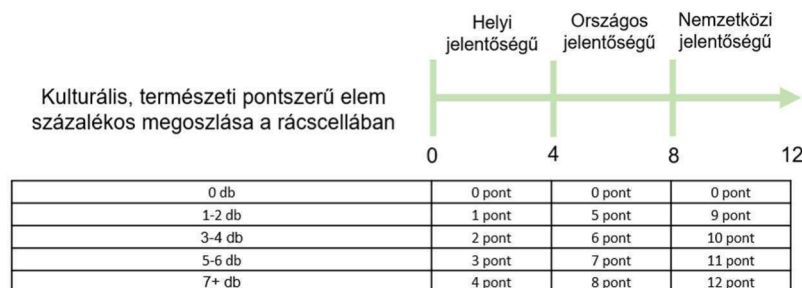 Helyi jelentőségű
Országos jelentőségű
Nemzetközi jelentőségű
Kulturális, természeti pontszerű elem
százalékos megoszlása a rácscellában
0 4 8 12
0 db 0 pont 0 pont 0 pont
1-2 db 1 pont 5 pont 9 pont
3-4 db 2 pont 6 pont 10 pont
5-6 db 3 pont 7 pont 11 pont
7+ db 4 pont 8 pont 12 pont